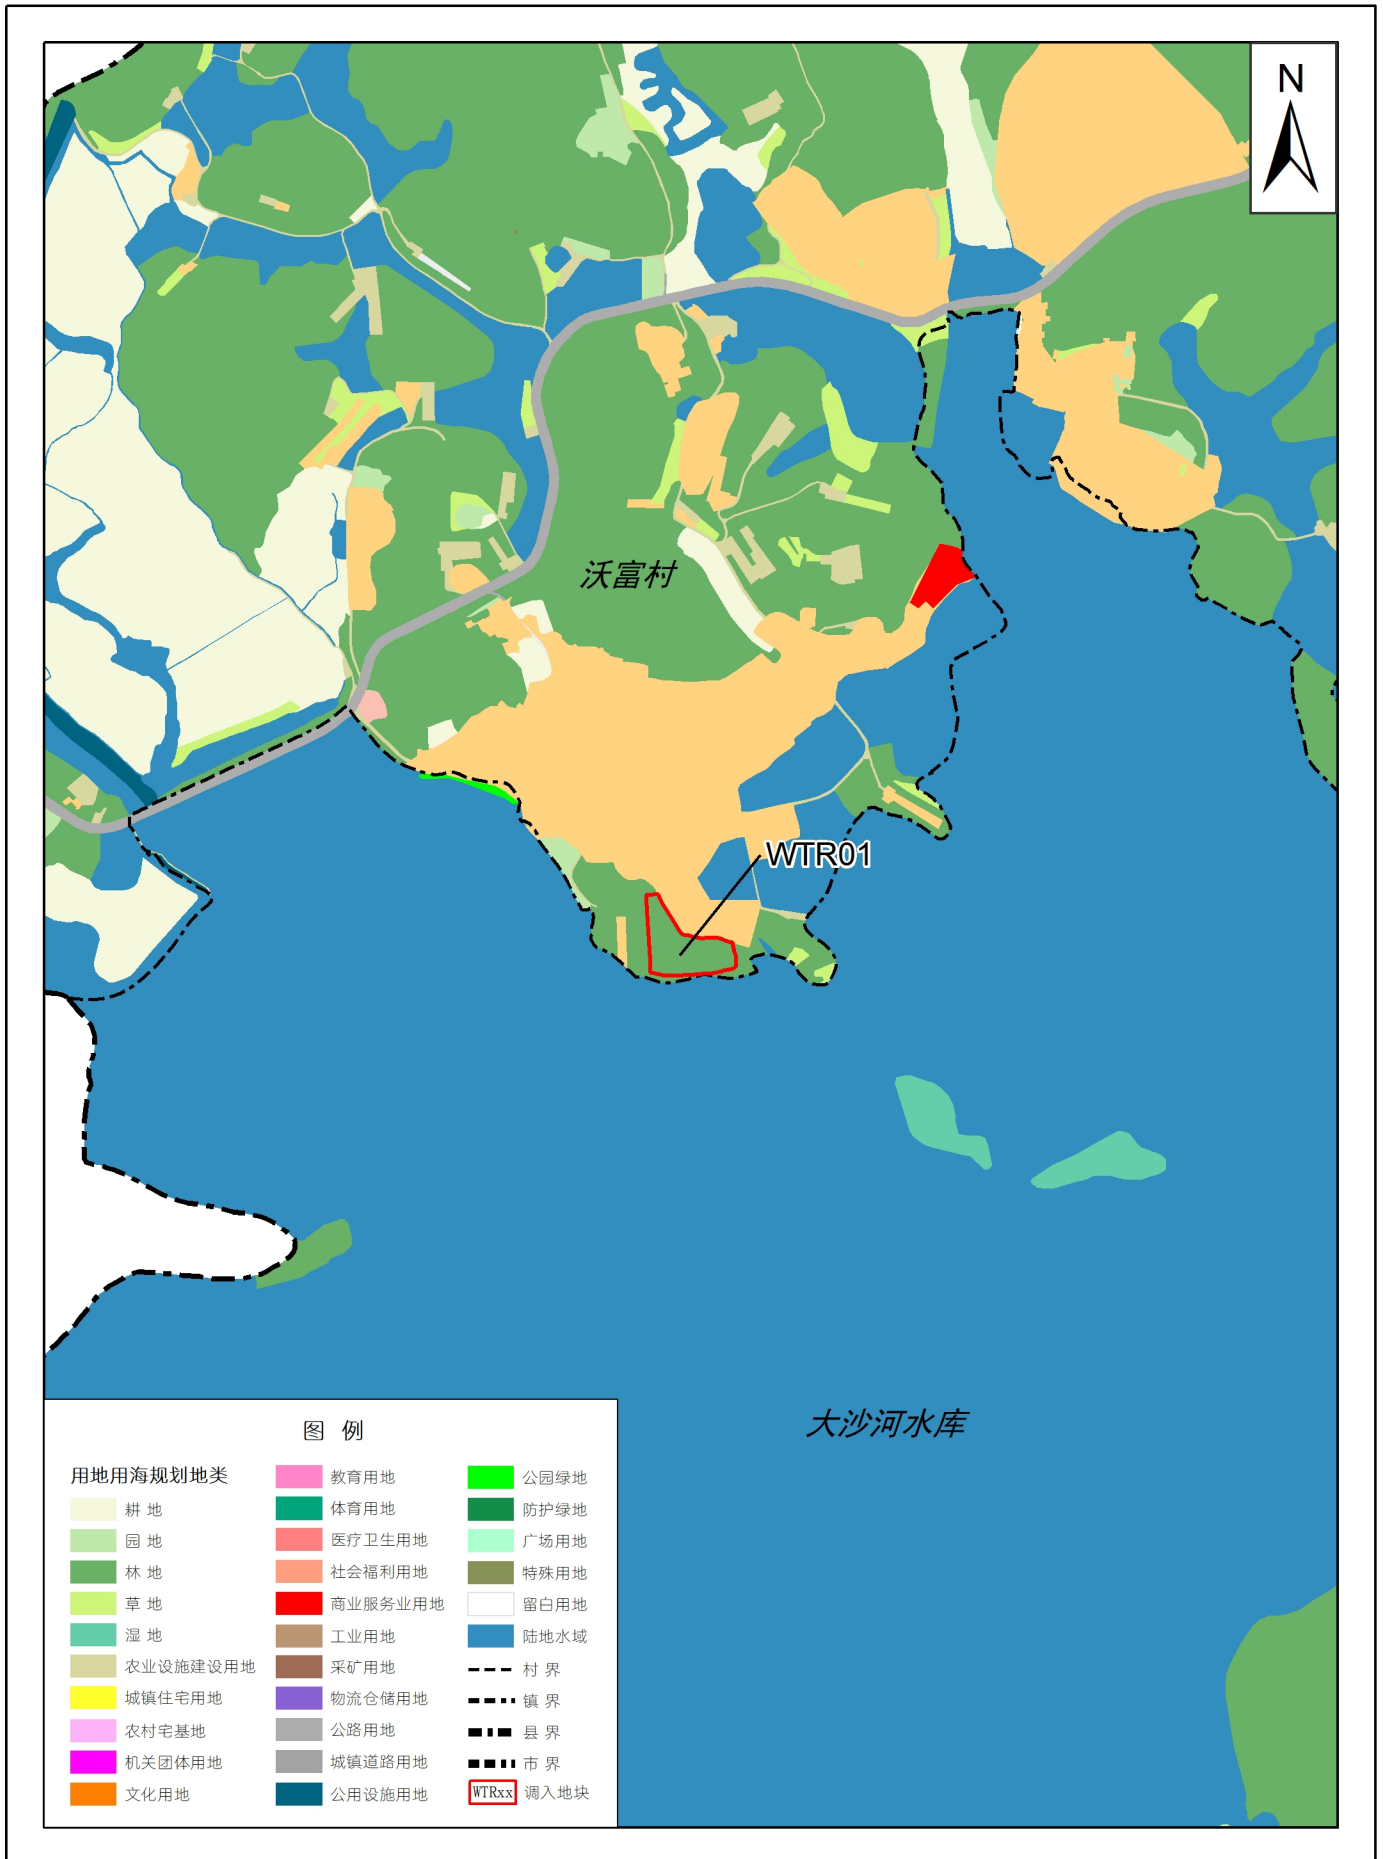 N
沃富村
WTR01
大沙河水库
图 例
用地用海规划地类
耕 地
园 地
林 地
草 地
湿 地
农业设施建设用地
城镇住宅用地
农村宅基地
机关团体用地
文化用地
教育用地
体育用地
医疗卫生用地
社会福利用地
商业服务业用地
工业用地
采矿用地
物流仓储用地
公路用地
城镇道路用地
公用设施用地
公园绿地
防护绿地
广场用地
特殊用地
留白用地
陆地水域
村 界
镇 界
县 界
市 界
WTRxx 调入地块